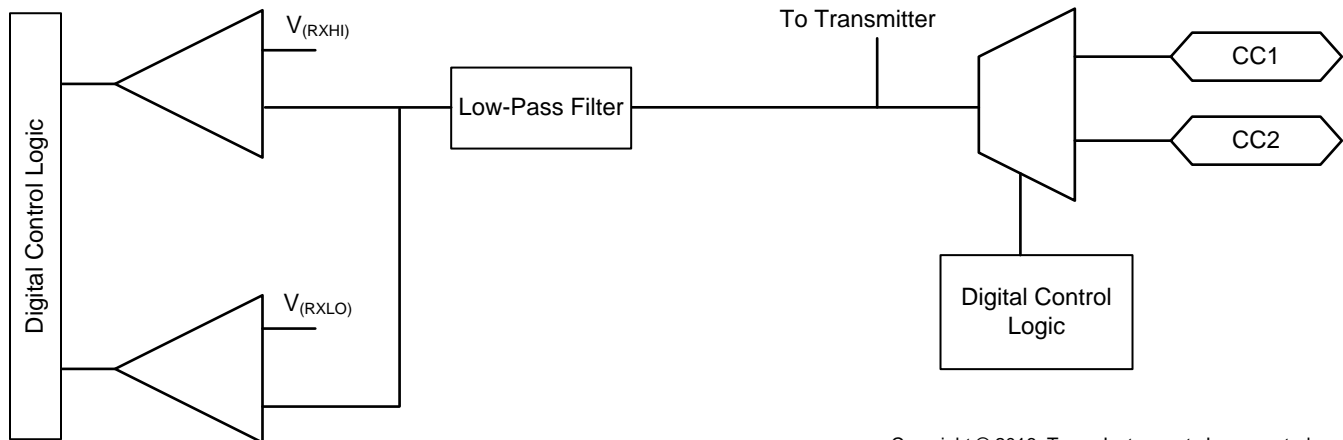 V(RXHI)
To Transmitter
CC1
Low-Pass Filter
CC2
Digital Control Logic
V(RXLO)
Digital Control
Logic